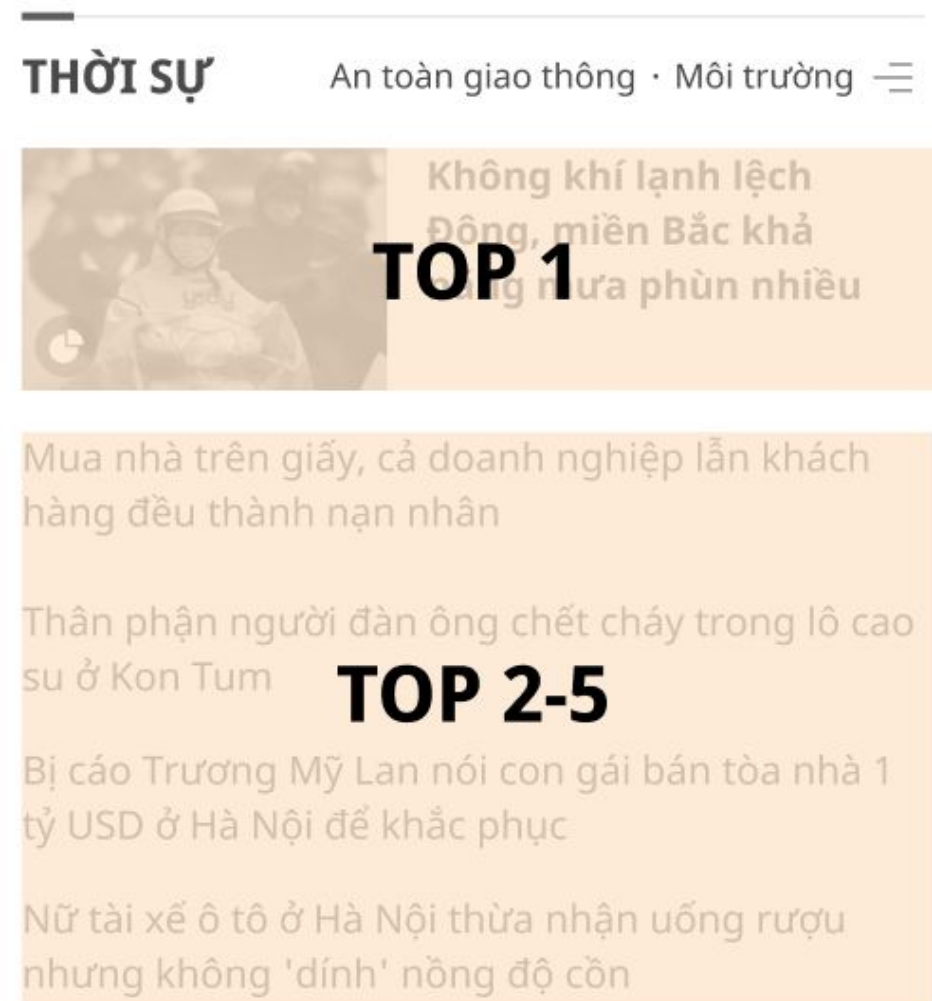 THỜI SỰ
An toàn giao thông · Môi trường
Không khí lạnh lệch
Đông, miền Bắc khả
năng mưa phùn nhiều
TOP 1
Mua nhà trên giấy, cả doanh nghiệp lẫn khách
hàng đều thành nạn nhân
Thân phận người đàn ông chết cháy trong lô cao
su ở Kon Tum
TOP 2-5
Bị cáo Trương Mỹ Lan nói con gái bán tòa nhà 1
tỷ USD ở Hà Nội để khắc phục
Nữ tài xế ô tô ở Hà Nội thừa nhận uống rượu
nhưng không 'dính' nồng độ cồn